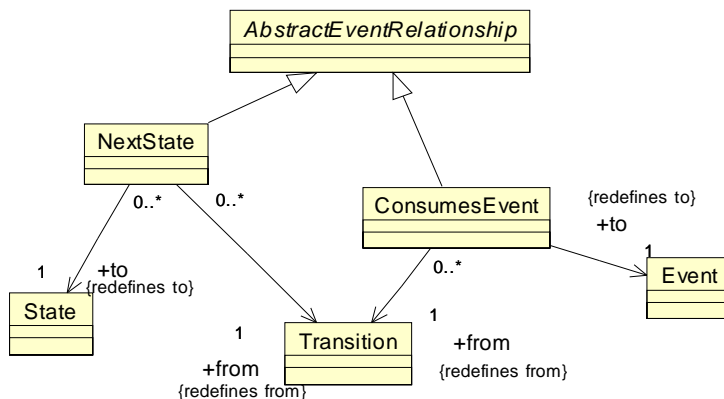 AbstractEventRelationship
NextState
0..*
0..*
ConsumesEvent
{redefines to}
+to
0..*
1
1
+to
{redefines to}
Event
State
1
1
Transition
+from
+from
{redefines from}
{redefines from}